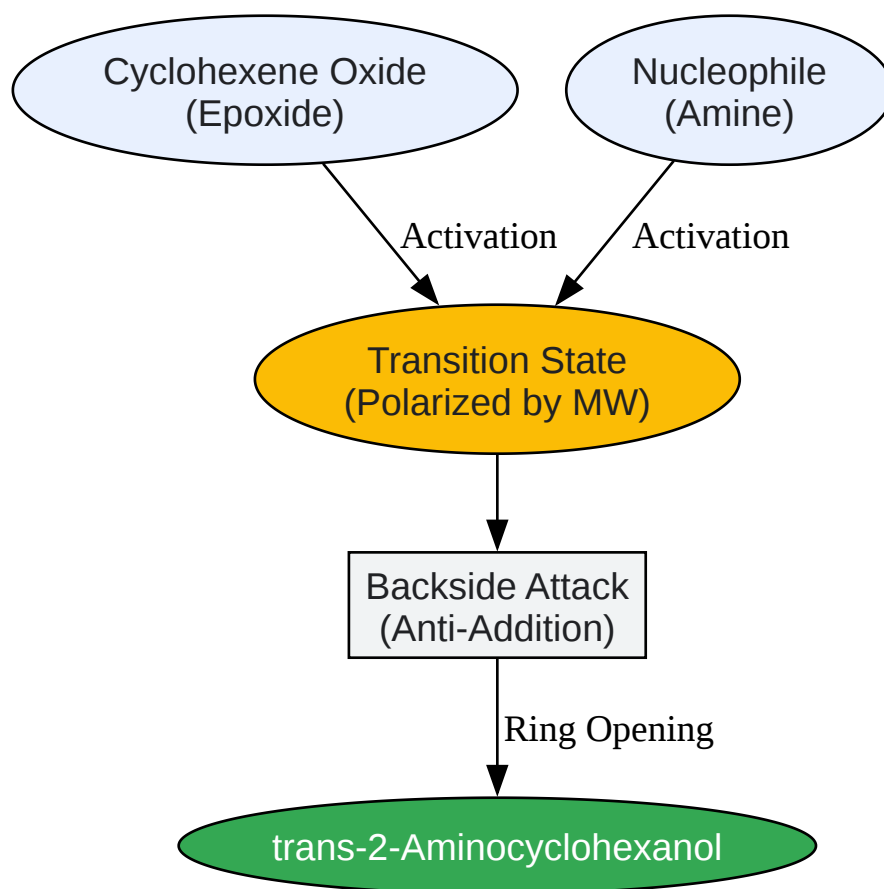 Cyclohexene Oxide
(Epoxide)
Nucleophile
(Amine)
Activation
Activation
Transition State
(Polarized by MW)
Backside Attack
(Anti-Addition)
Ring Opening
trans-2-Aminocyclohexanol